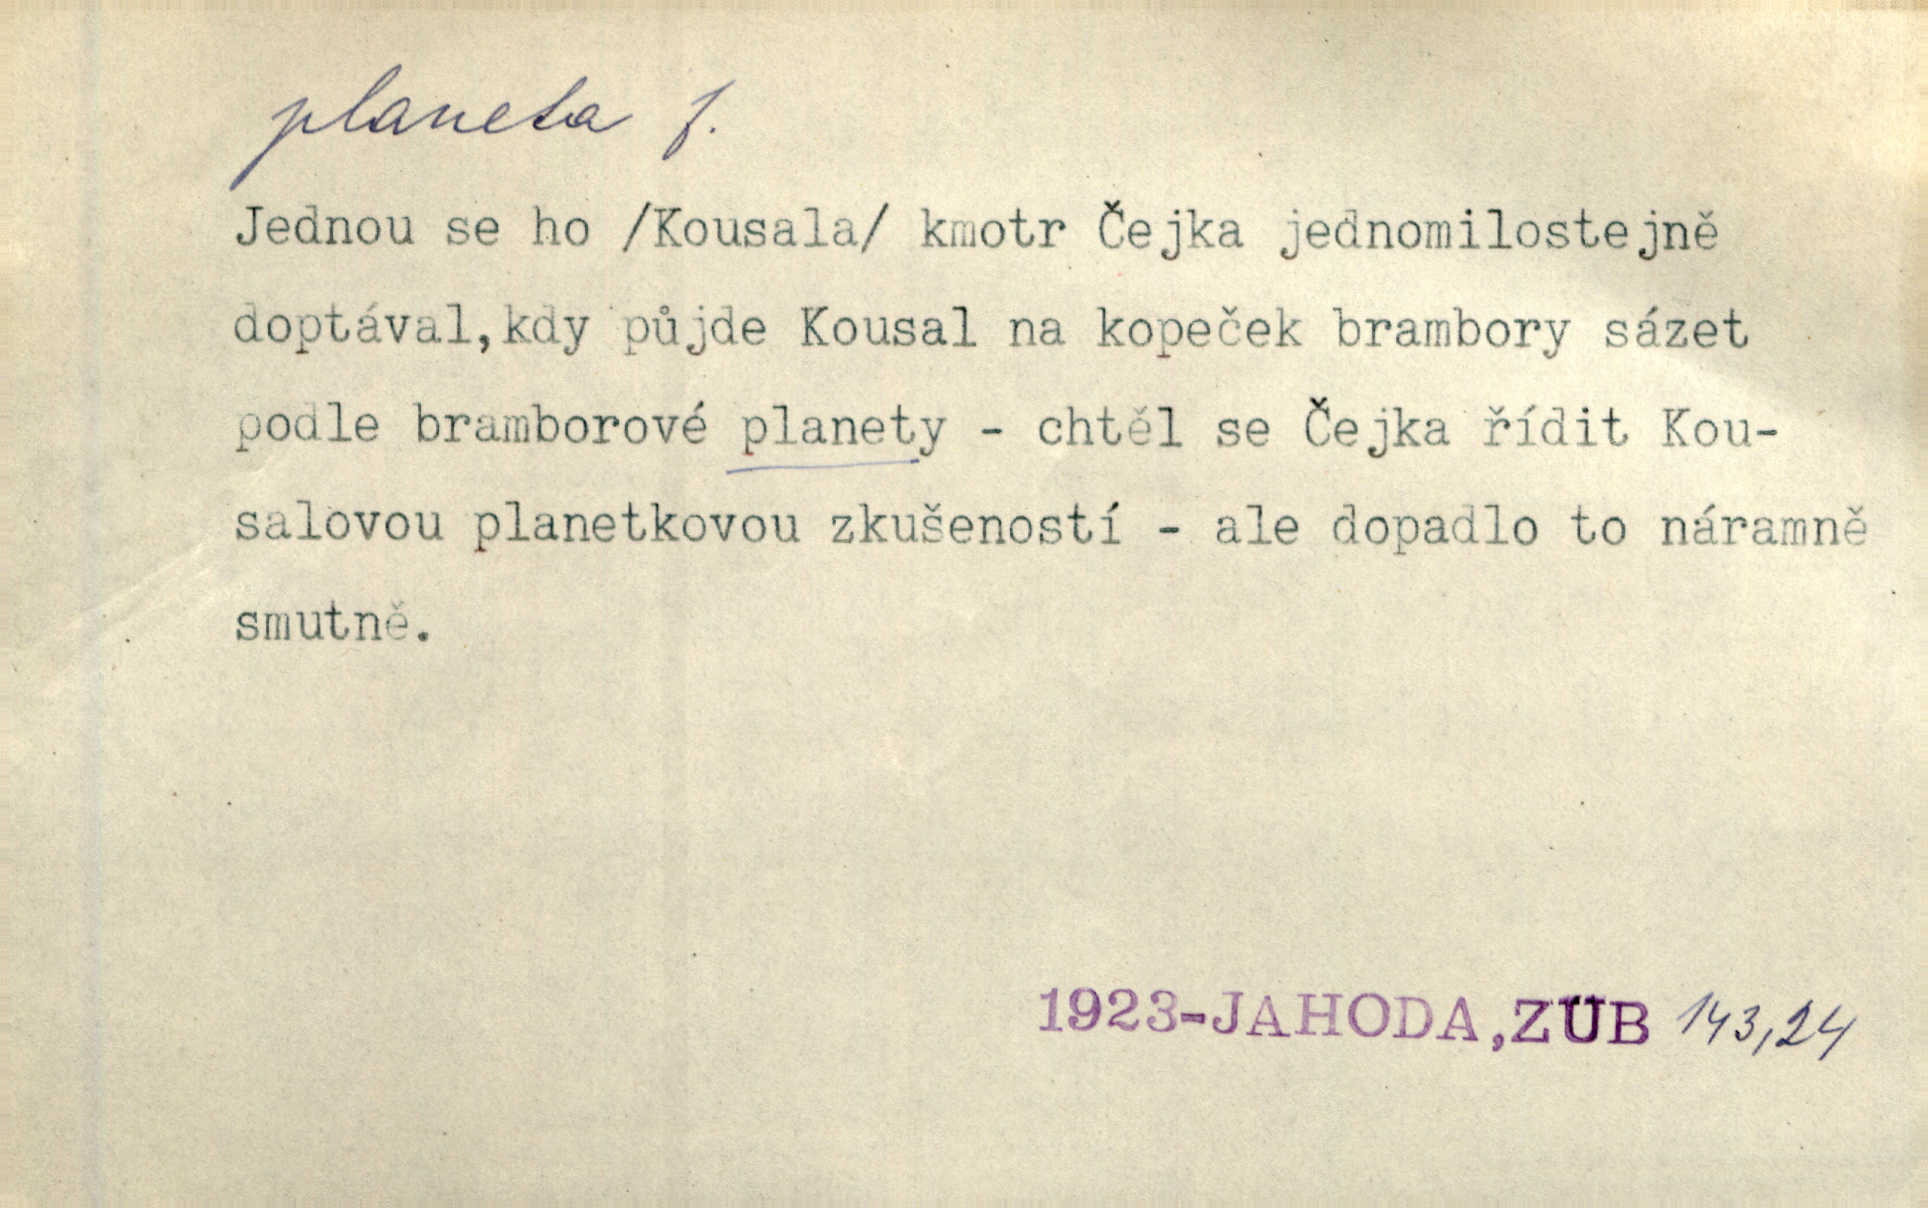 planeta f.
Jednou se ho /Kousala/ kmotr Čejka jednomilostejně
doptával,kdy půjde Kousal na kopeček brambory sázet
podle bramborové planety - chtěl se Čejka řídit Kou-
salovou planetkovou zkušeností - ale dopadlo to náramně
smutně.
1923-JAHODA,ZUB 143,24